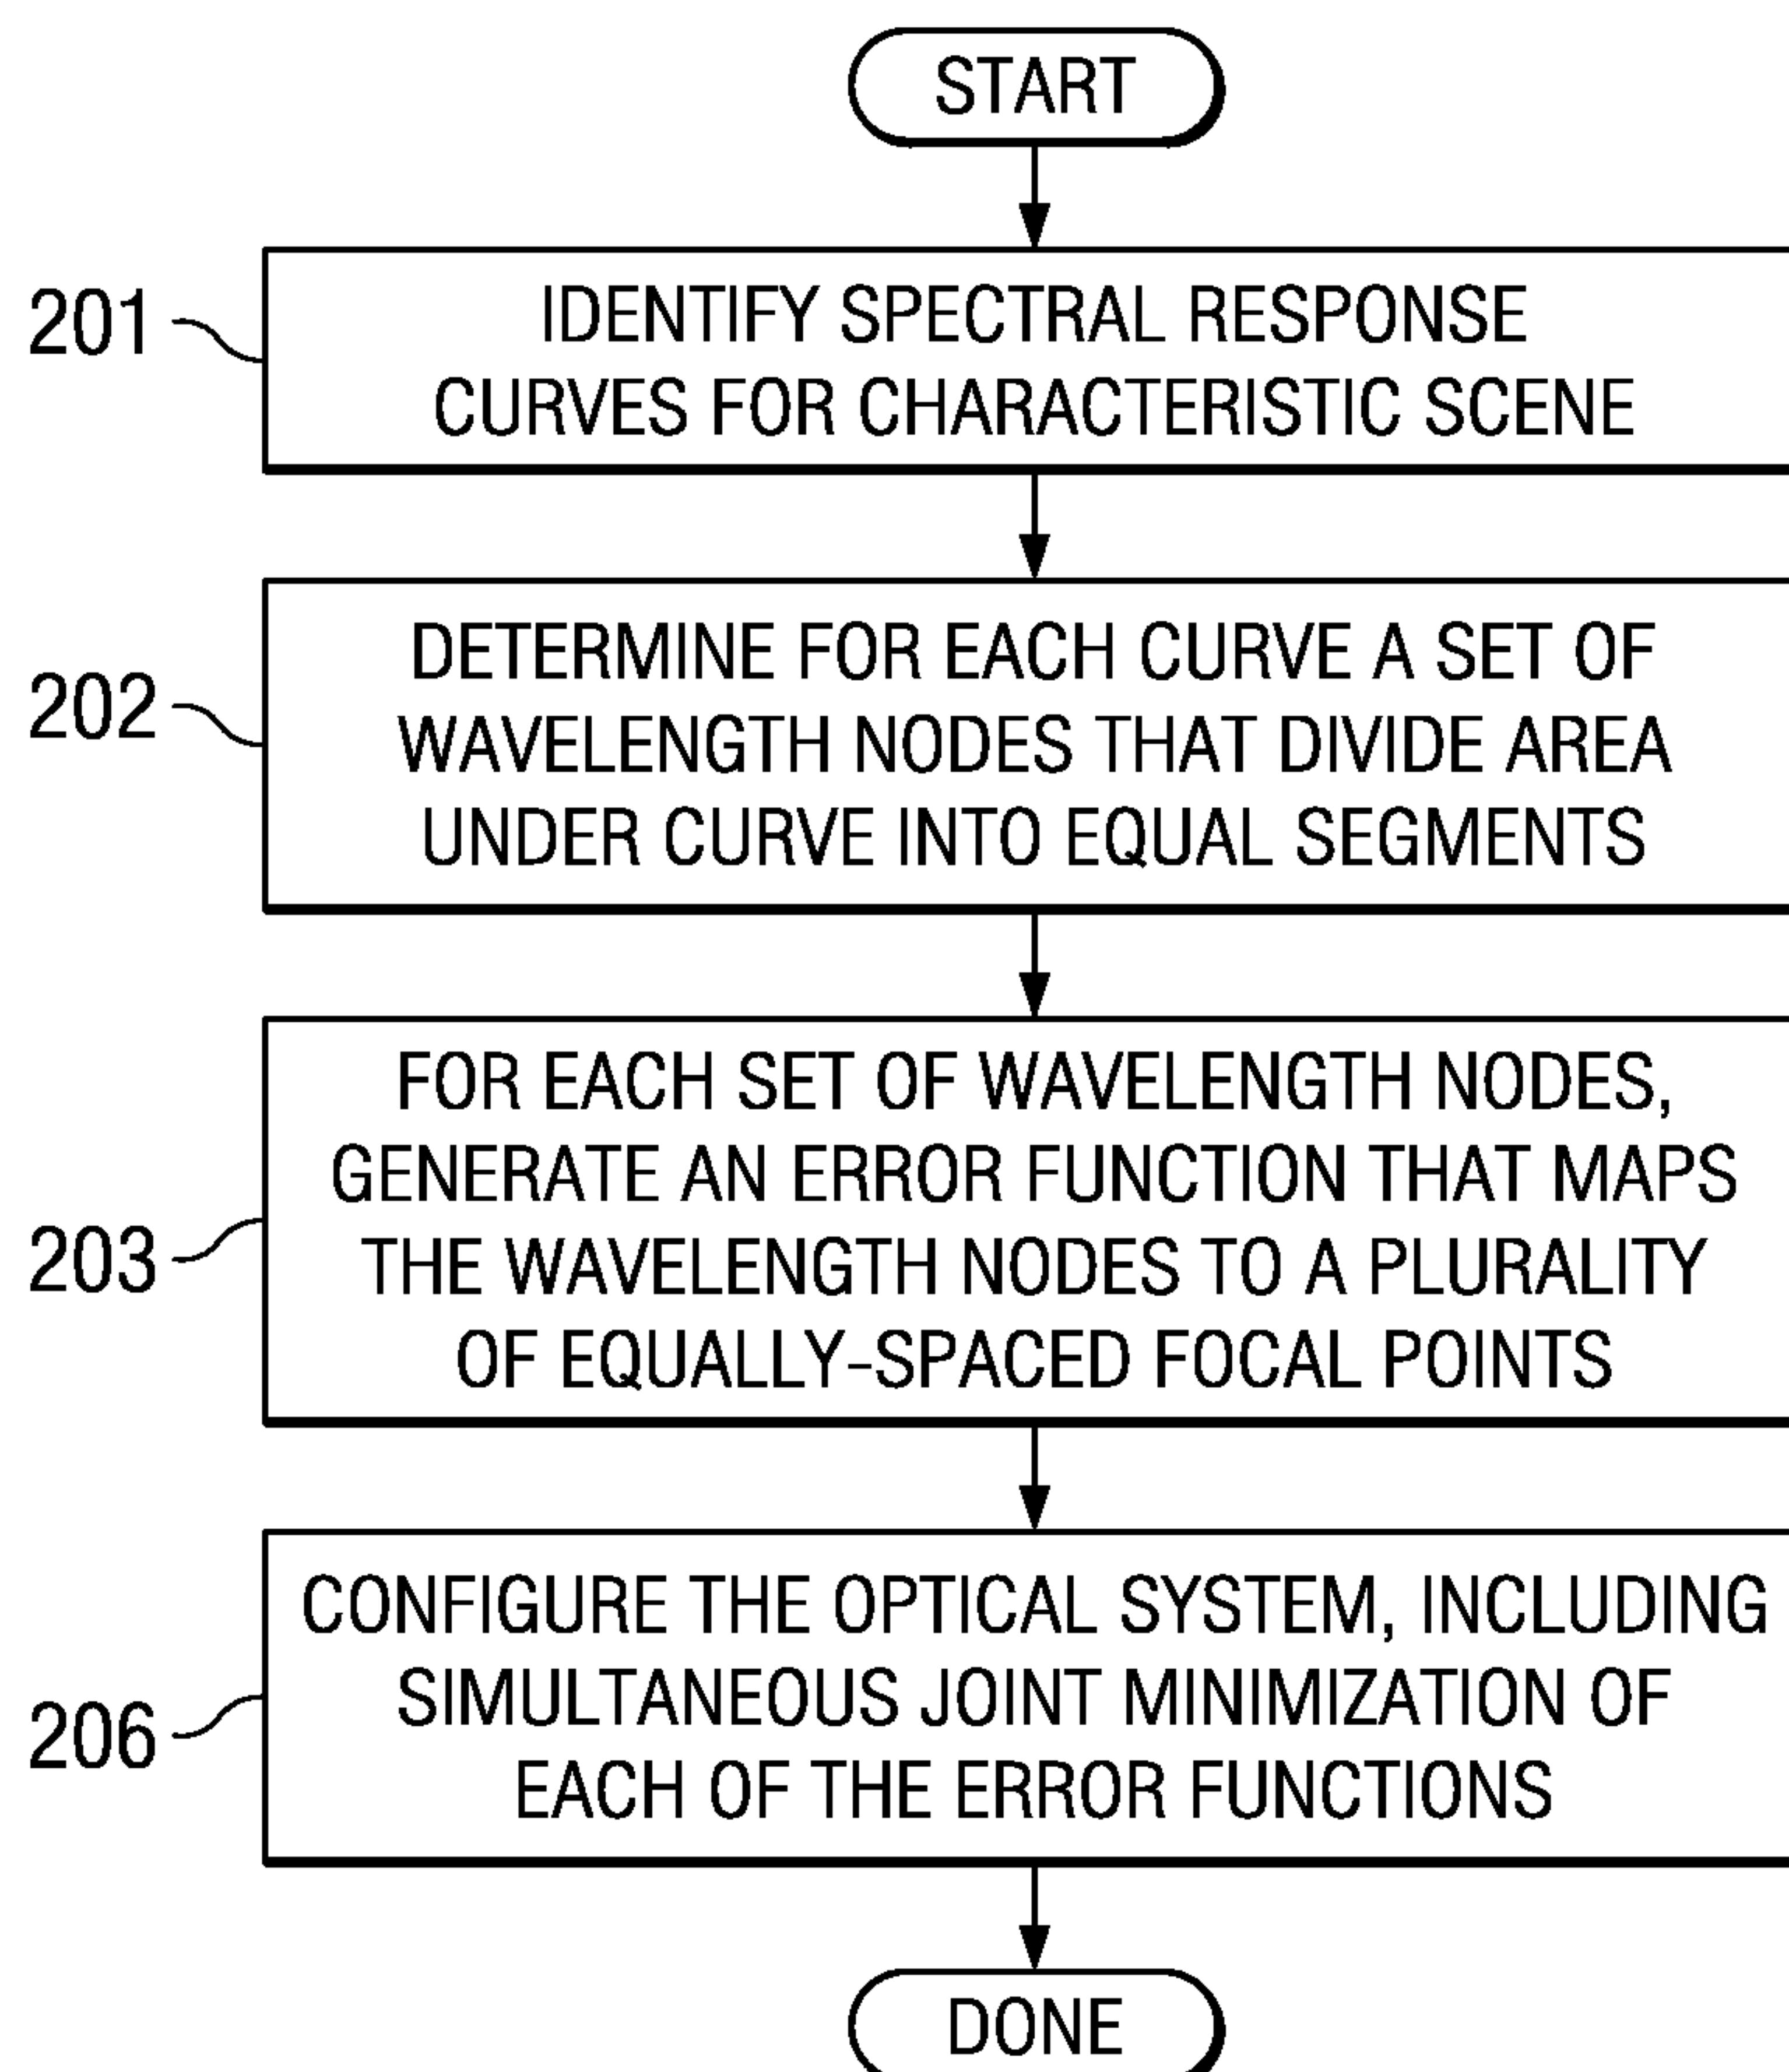 START
201
IDENTIFY SPECTRAL RESPONSE
CURVES FOR CHARACTERISTIC SCENE
202
DETERMINE FOR EACH CURVE A SET OF
WAVELENGTH NODES THAT DIVIDE AREA
UNDER CURVE INTO EQUAL SEGMENTS
203
FOR EACH SET OF WAVELENGTH NODES,
GENERATE AN ERROR FUNCTION THAT MAPS
THE WAVELENGTH NODES TO A PLURALITY
OF EQUALLY-SPACED FOCAL POINTS
206
CONFIGURE THE OPTICAL SYSTEM, INCLUDING
SIMULTANEOUS JOINT MINIMIZATION OF
EACH OF THE ERROR FUNCTIONS
DONE